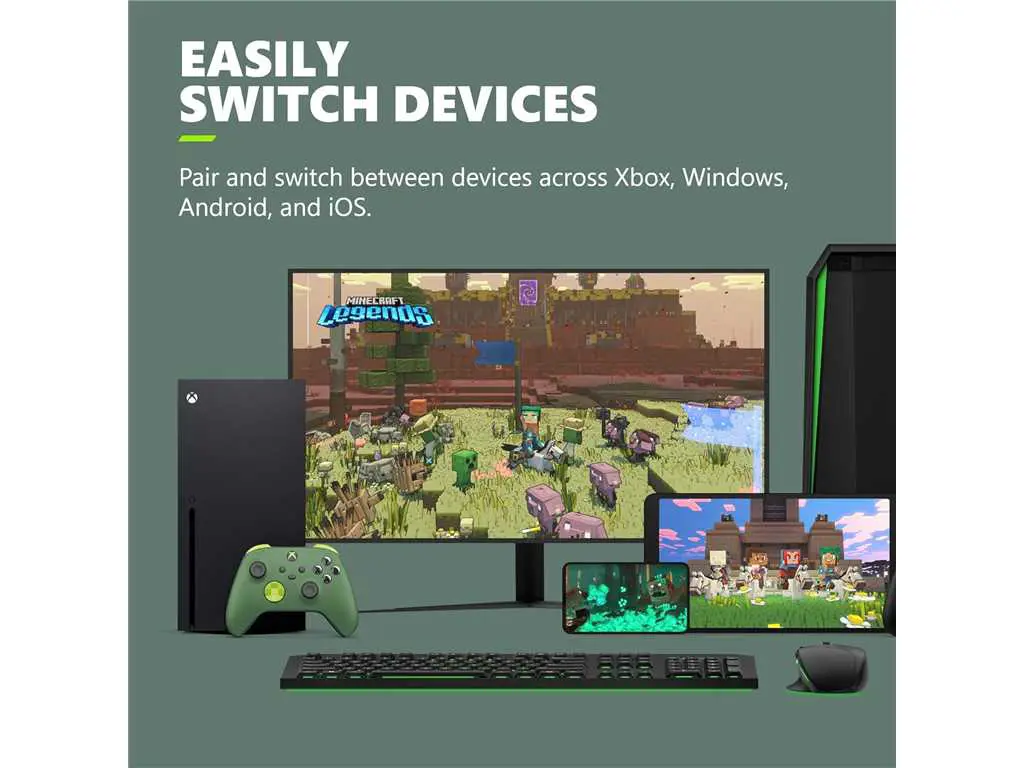 EASILY
SWITCH DEVICES
Pair and switch between devices across Xbox, Windows,
Android, and iOS.
MINECRAFT
Legends